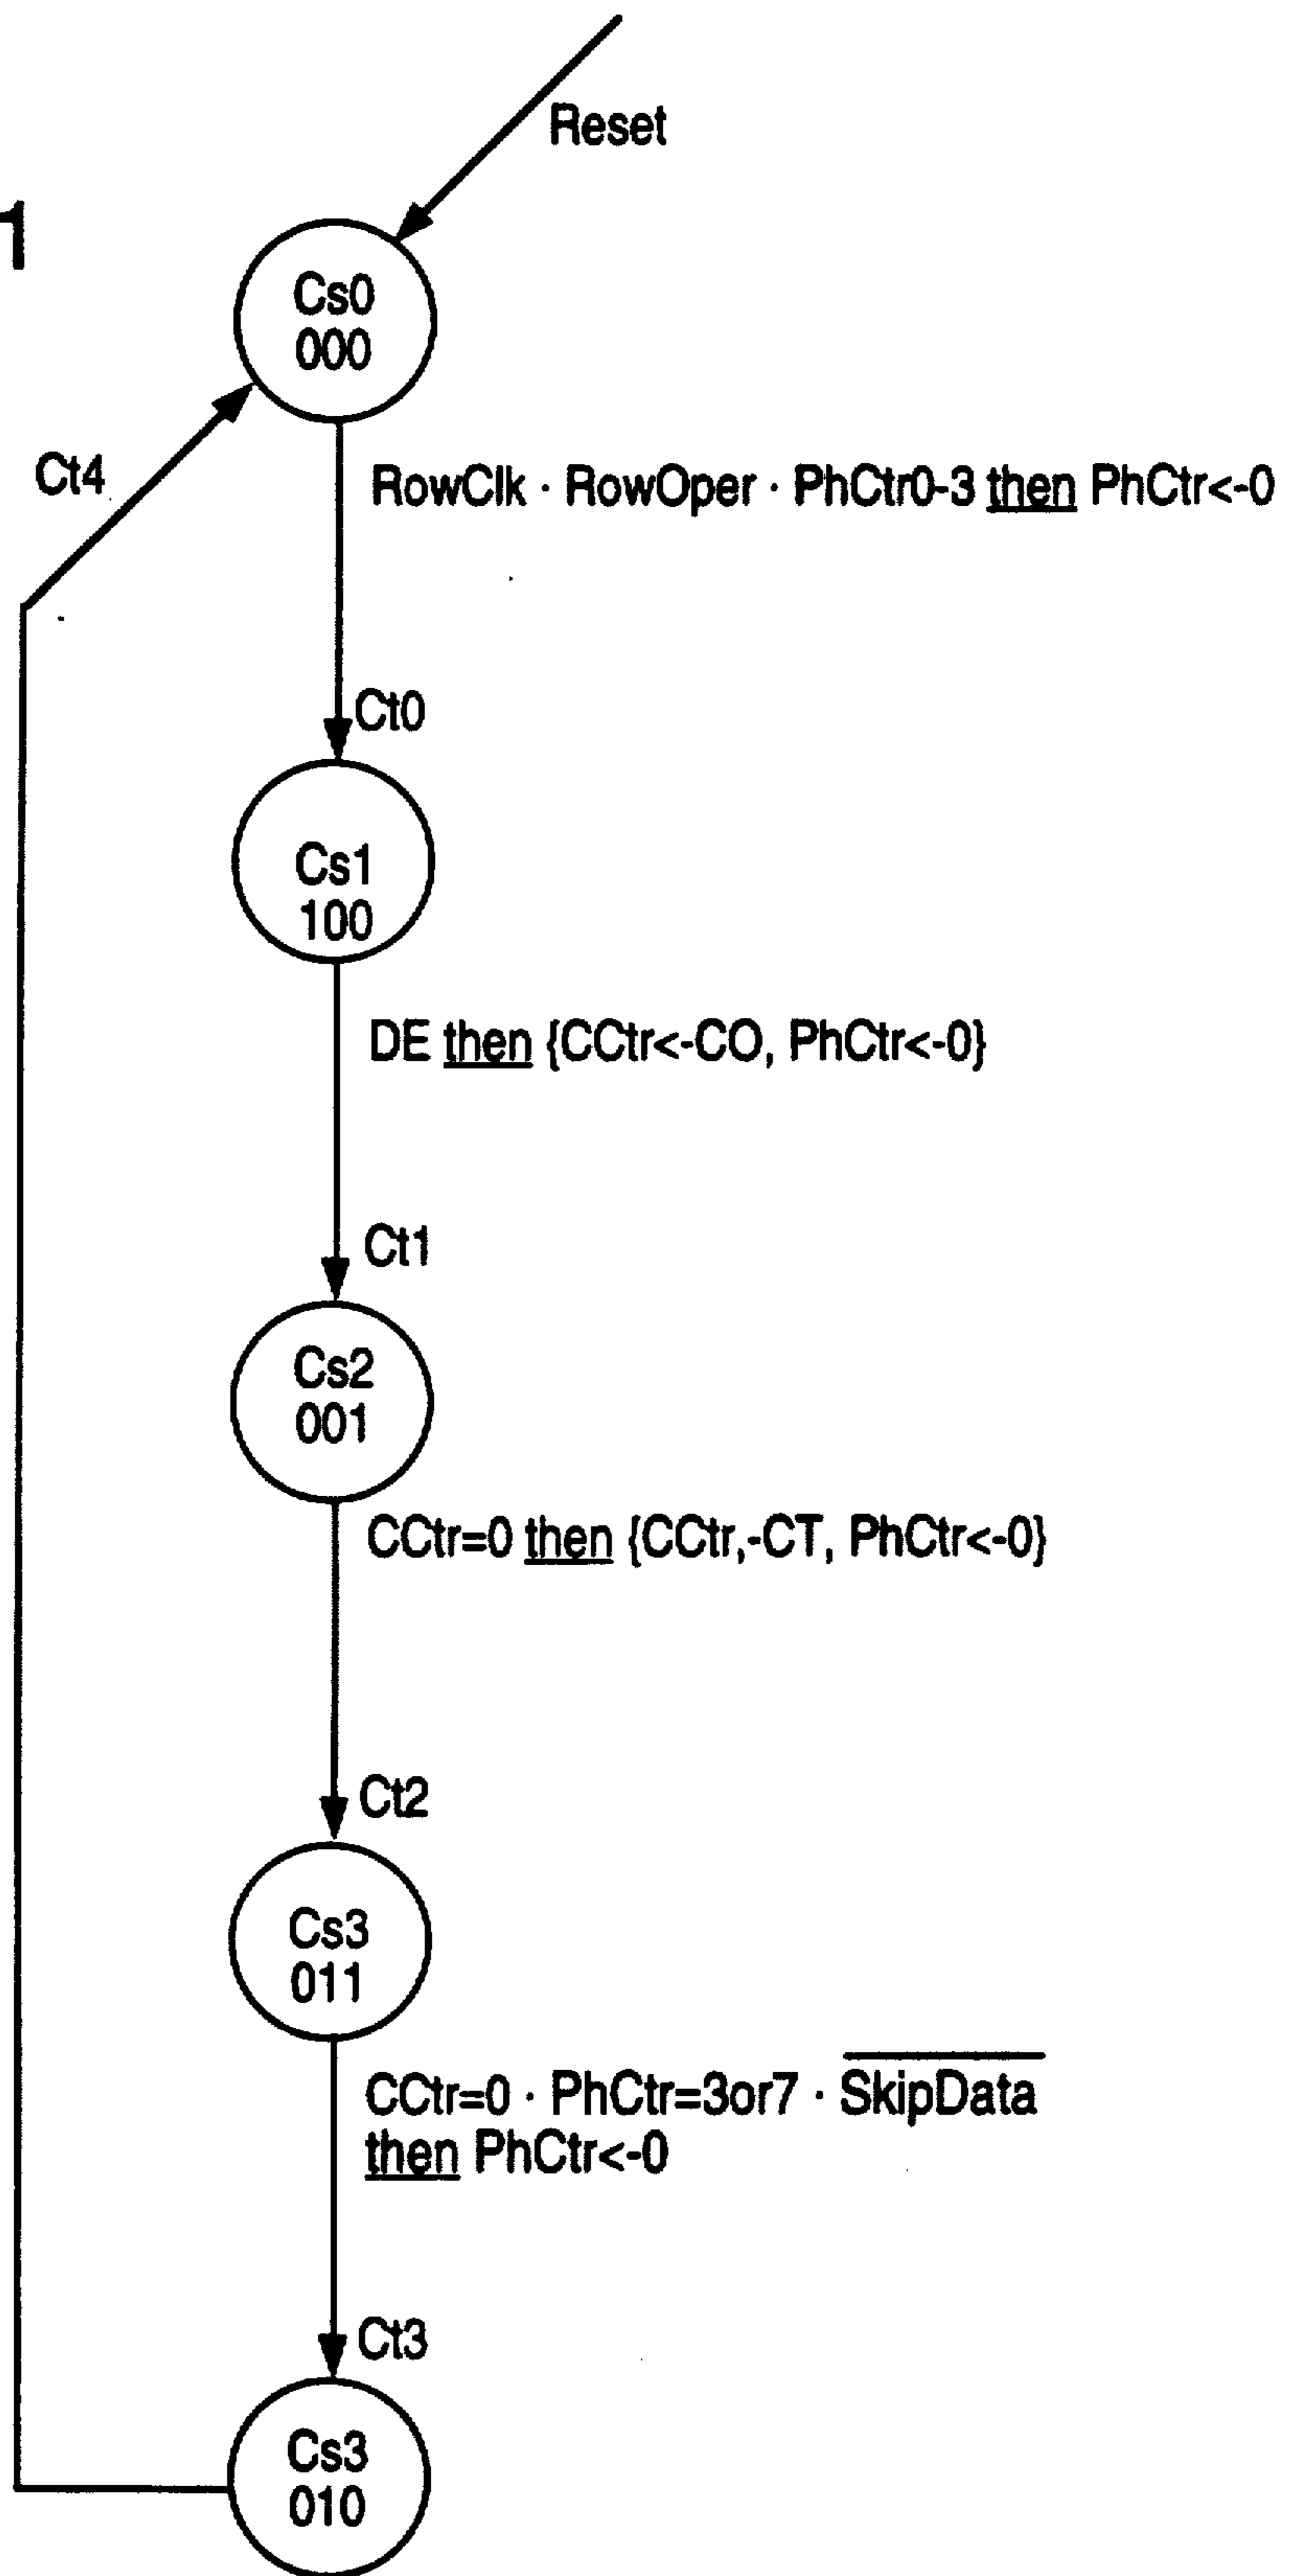 Reset
1
Cs0
000
Ct4
RowClk · RowOper · PhCtr0-3 then PhCtr<-0
Ct0
Cs1
100
DE then {CCtr<-CO, PhCtr<-0}
Ct1
Cs2
001
CCtr=0 then {CCtr,-CT, PhCtr<-0}
Ct2
Cs3
011
CCtr=0 · PhCtr=3or7 · SkipData
then PhCtr<-0
Ct3
Cs3
010